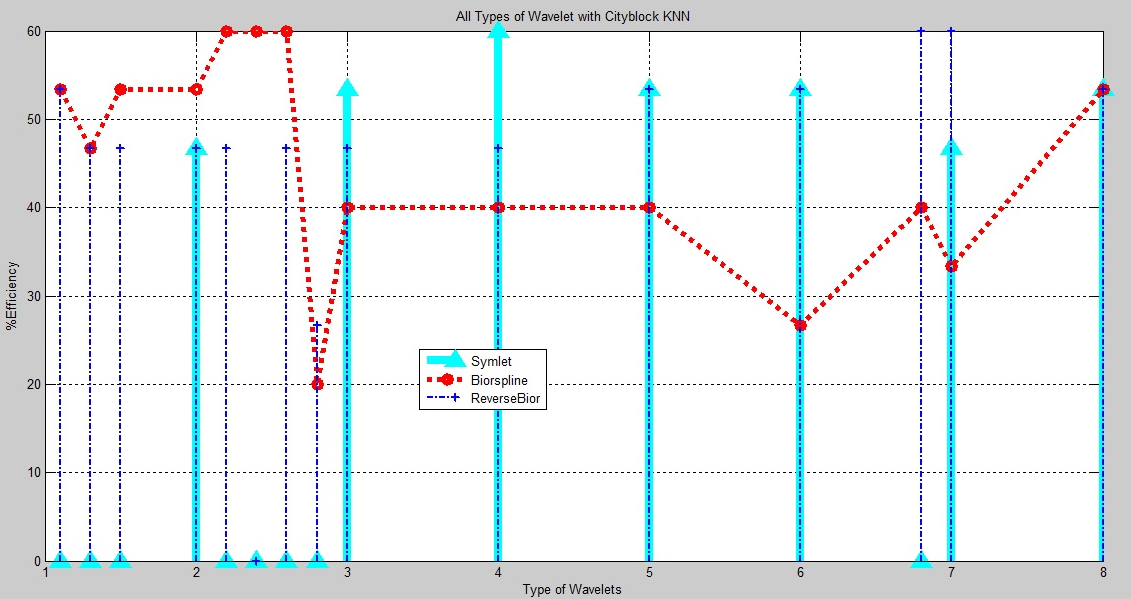 All Types of Wavelet with Cityblock KNN
60
50
40
30
20
10
0
%Efficiency
Symlet
Biorspline
ReverseBior
1 2 3 4 5 6 7 8
Type of Wavelets